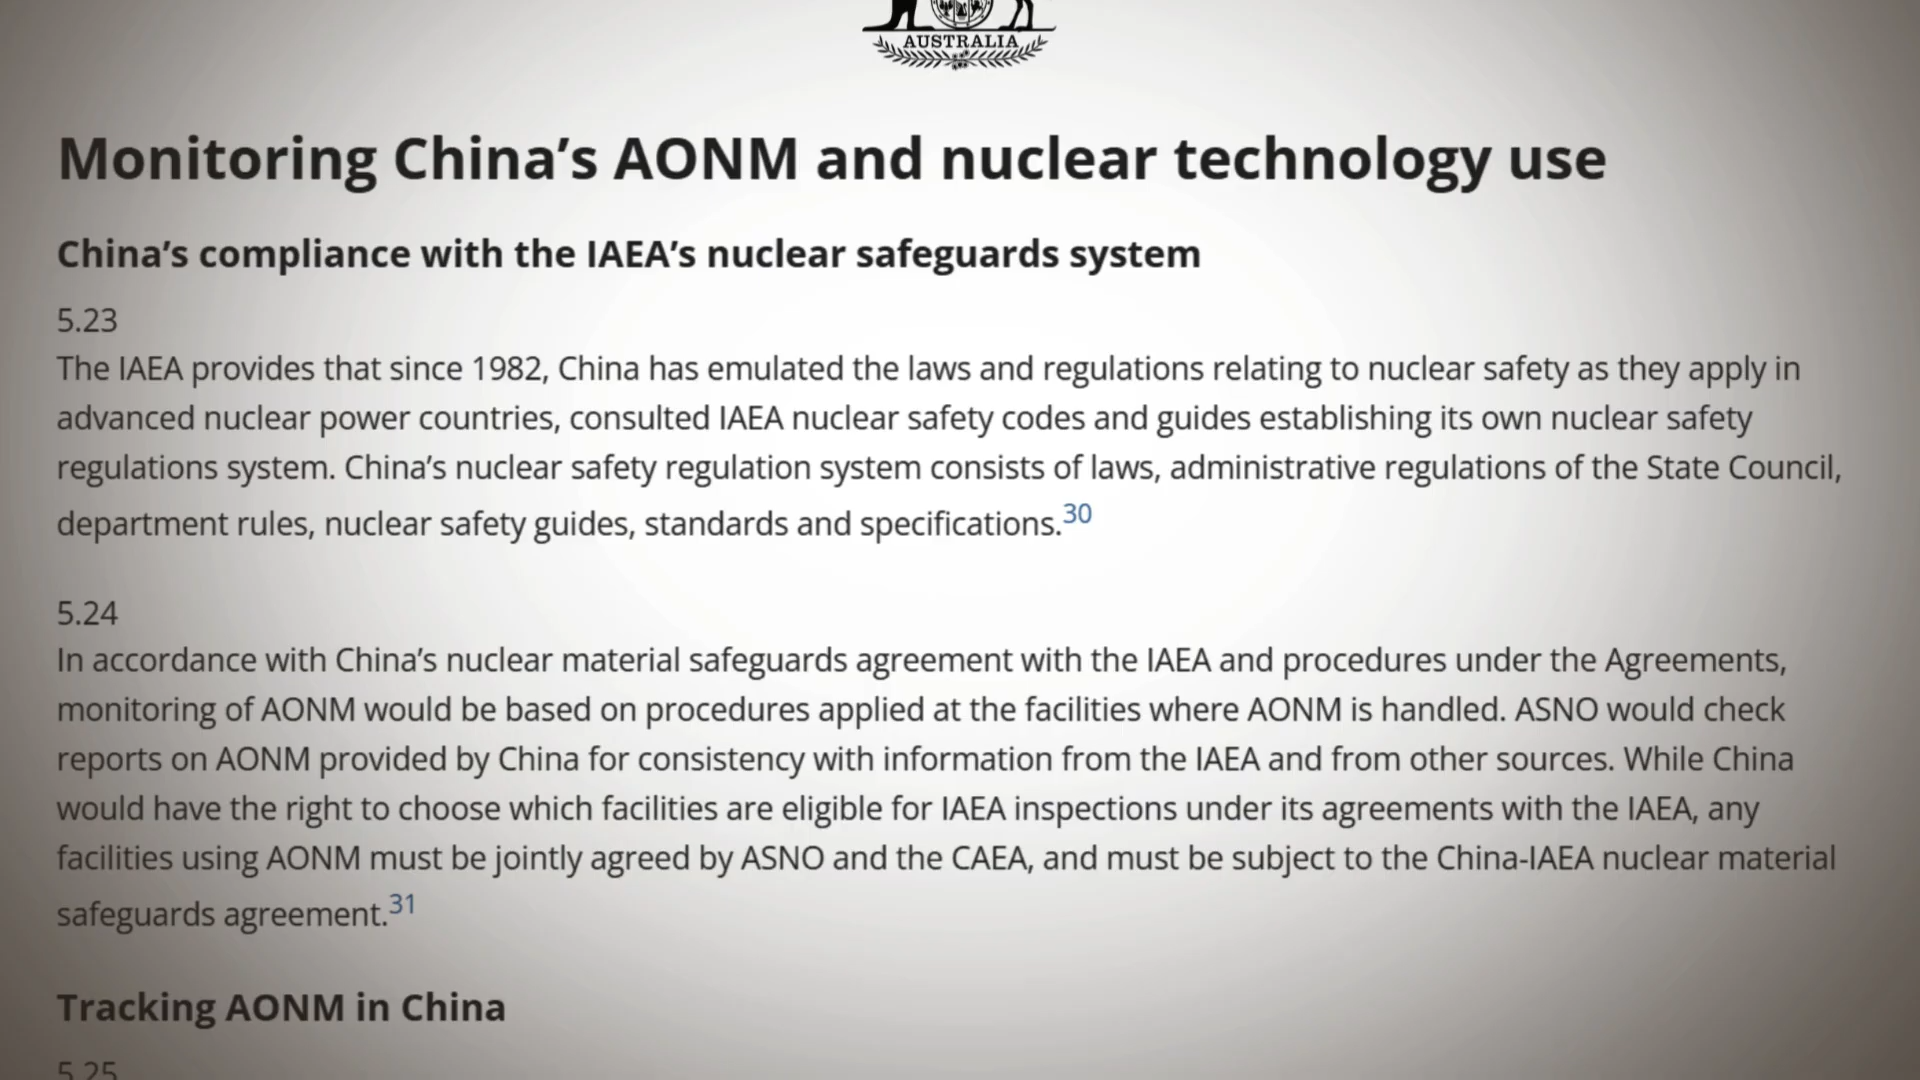 AUSTRALIA
Monitoring China’s AONM and nuclear technology use
China’s compliance with the IAEA’s nuclear safeguards system
5.23
The IAEA provides that since 1982, China has emulated the laws and regulations relating to nuclear safety as they apply in
advanced nuclear power countries, consulted IAEA nuclear safety codes and guides establishing its own nuclear safety
regulations system. China’s nuclear safety regulation system consists of laws, administrative regulations of the State Council,
department rules, nuclear safety guides, standards and specifications.30
5.24
In accordance with China’s nuclear material safeguards agreement with the IAEA and procedures under the Agreements,
monitoring of AONM would be based on procedures applied at the facilities where AONM is handled. ASNO would check
reports on AONM provided by China for consistency with information from the IAEA and from other sources. While China
would have the right to choose which facilities are eligible for IAEA inspections under its agreements with the IAEA, any
facilities using AONM must be jointly agreed by ASNO and the CAEA, and must be subject to the China-IAEA nuclear material
safeguards agreement.31
Tracking AONM in China
5.25